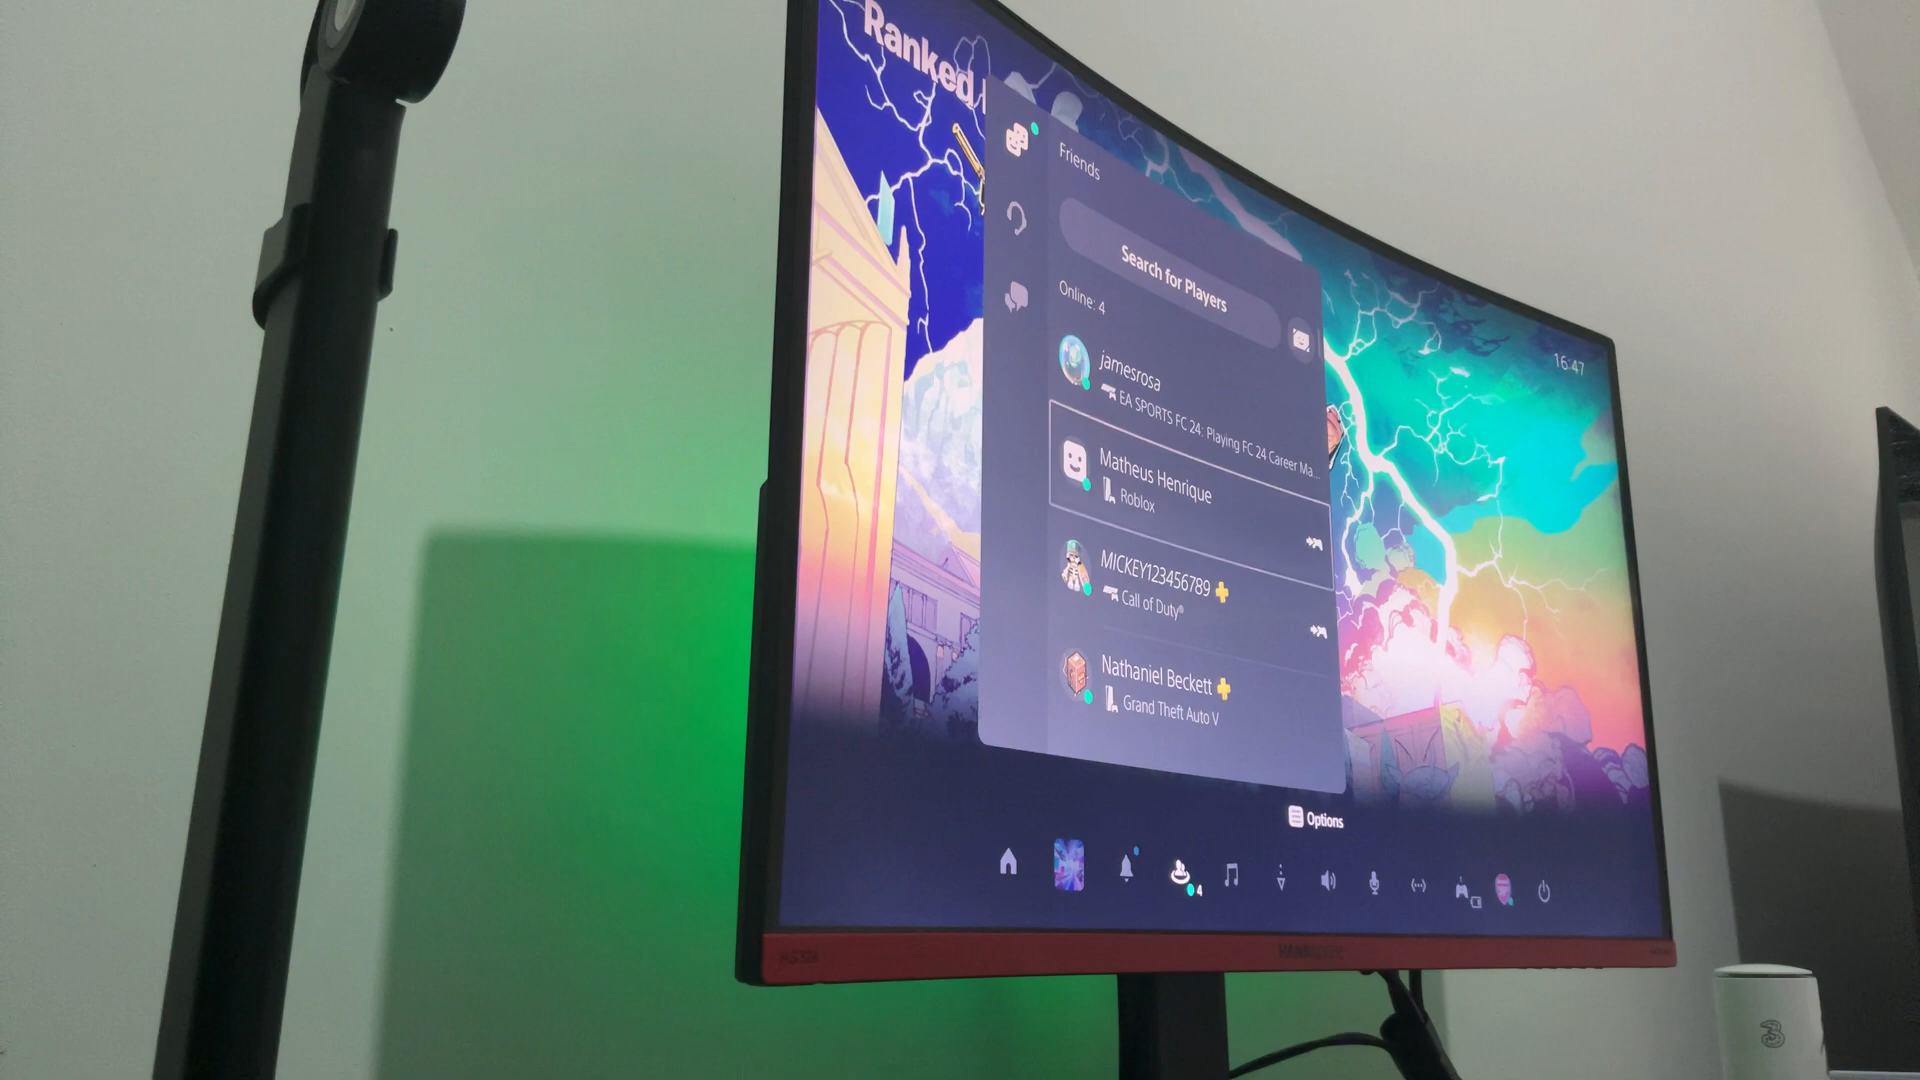 Ranked
Friends
Search for Players
Online: 4
16:47
jamesrosa
EA SPORTS FC 24: Playing FC 24 Career Ma...
Matheus Henrique
Roblox
MICKEY123456789
Call of Duty®
Nathaniel Beckett
Grand Theft Auto V
Options
4
3